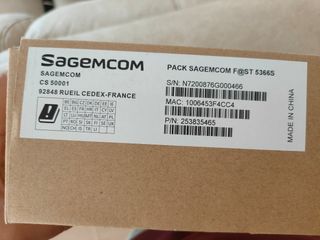 SAGEMCOM
SAGEMCOM
CS 50001
92848 RUEIL CEDEX-FRANCE
PACK SAGEMCOM F@ST 5366S
S/N: N7200876G000466
MAC: 1006453F4CC4
P/N: 253835465
MADE IN CHINA